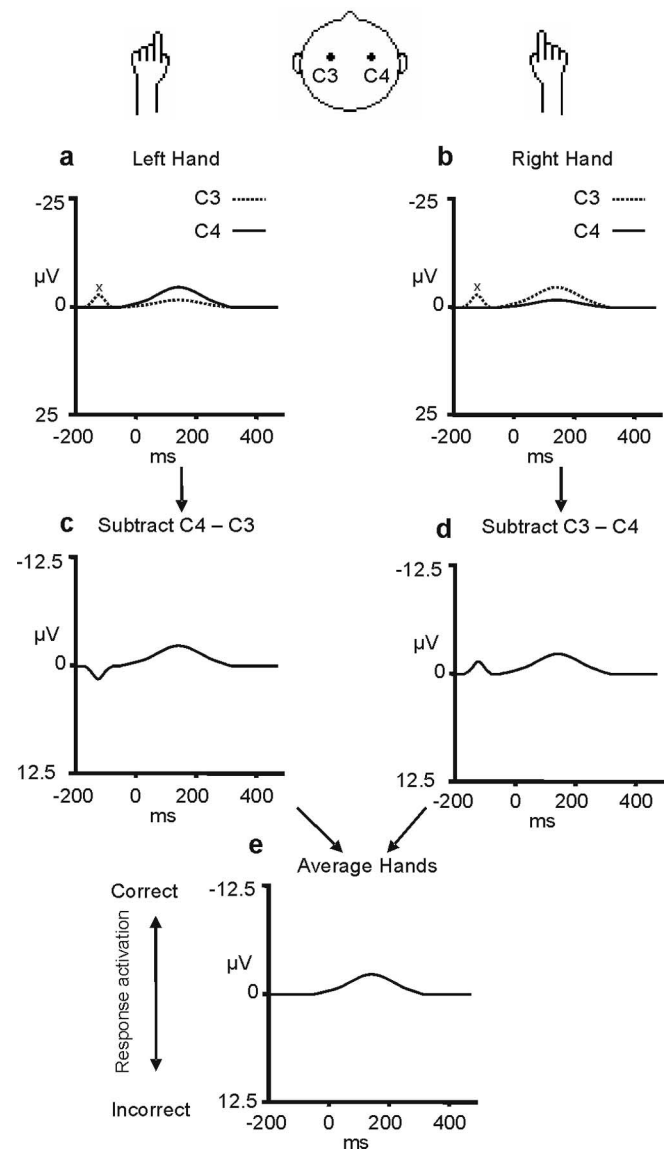 C3 C4
a Left Hand
b Right Hand
-25
C3
C4
µV
x
0
25
-200 0 200 400
ms
-25
C3
C4
µV
x
0
25
-200 0 200 400
ms
c Subtract C4 – C3
d Subtract C3 – C4
-12.5
µV
0
12.5
-200 0 200 400
ms
-12.5
µV
0
12.5
-200 0 200 400
ms
e
Average Hands
Correct
Response activation
Incorrect
-12.5
µV
0
12.5
-200 0 200 400
ms